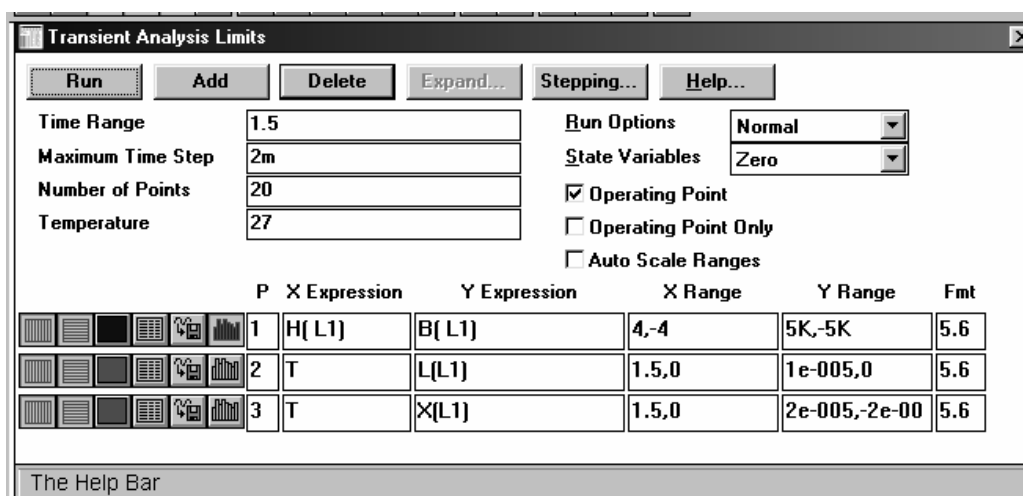 Transient Analysis Limits
Run Add Delete Expand... Stepping... Help...
Time Range 1.5 Run Options Normal
Maximum Time Step 2m State Variables Zero
Number of Points 20 Operating Point
Temperature 27 Operating Point Only
Auto Scale Ranges
P X Expression Y Expression X Range Y Range Fmt
1 H( L1) B( L1) 4,-4 5K,-5K 5.6
2 T L(L1) 1.5,0 1e-005,0 5.6
3 T X(L1) 1.5,0 2e-005,-2e-00 5.6
The Help Bar